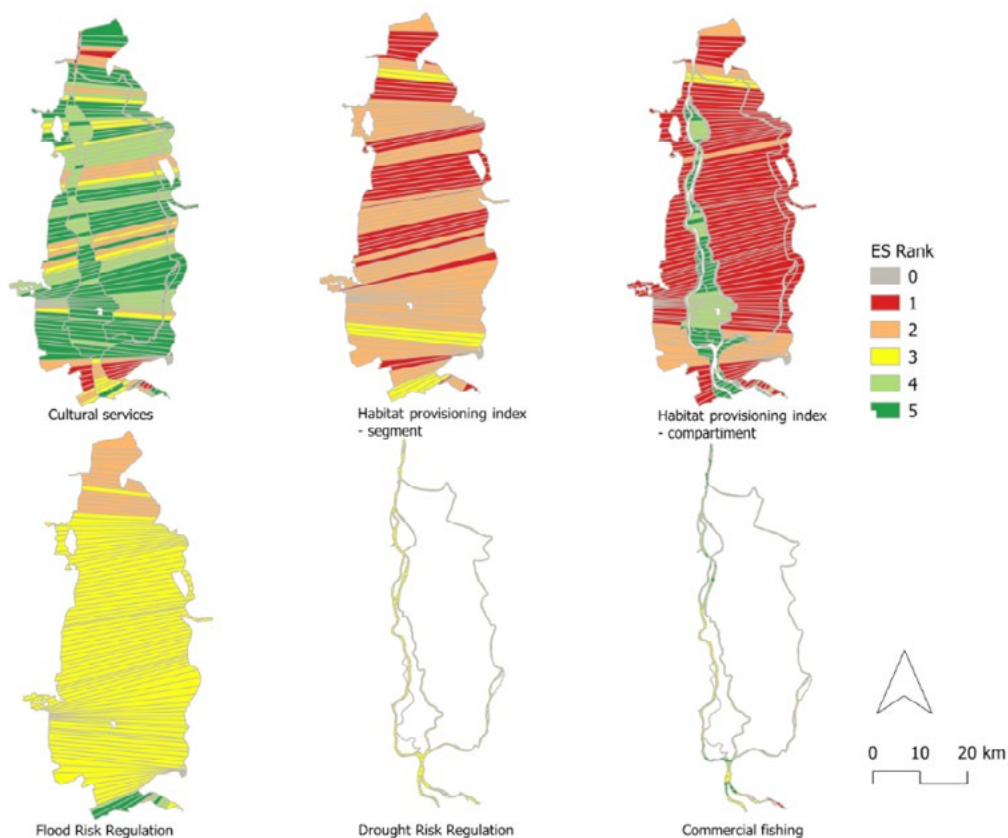 Cultural services
Habitat provisioning index
- segment
Habitat provisioning index
- compartiment
ES Rank
0
1
2
3
4
5
Flood Risk Regulation
Drought Risk Regulation
Commercial fishing
0 10 20 km